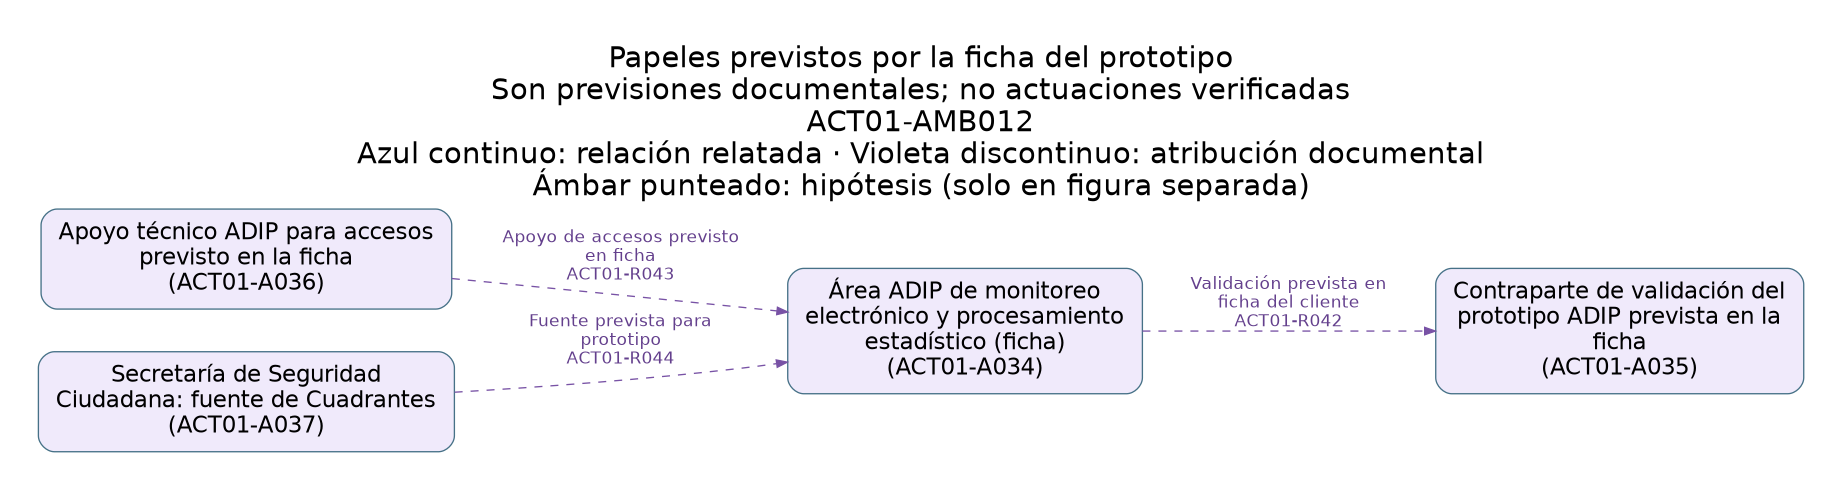 Papeles previstos por la ficha del prototipo
Son previsiones documentales; no actuaciones verificadas
ACT01-AMB012
Azul continuo: relación relatada · Violeta discontinuo: atribución documental
Ámbar punteado: hipótesis (solo en figura separada)
Apoyo técnico ADIP para accesos
previsto en la ficha
(ACT01-A036)
Apoyo de accesos previsto
en ficha
ACT01-R043
Secretaría de Seguridad
Ciudadana: fuente de Cuadrantes
(ACT01-A037)
Fuente prevista para
prototipo
ACT01-R044
Área ADIP de monitoreo
electrónico y procesamiento
estadístico (ficha)
(ACT01-A034)
Validación prevista en
ficha del cliente
ACT01-R042
Contraparte de validación del
prototipo ADIP prevista en la
ficha
(ACT01-A035)